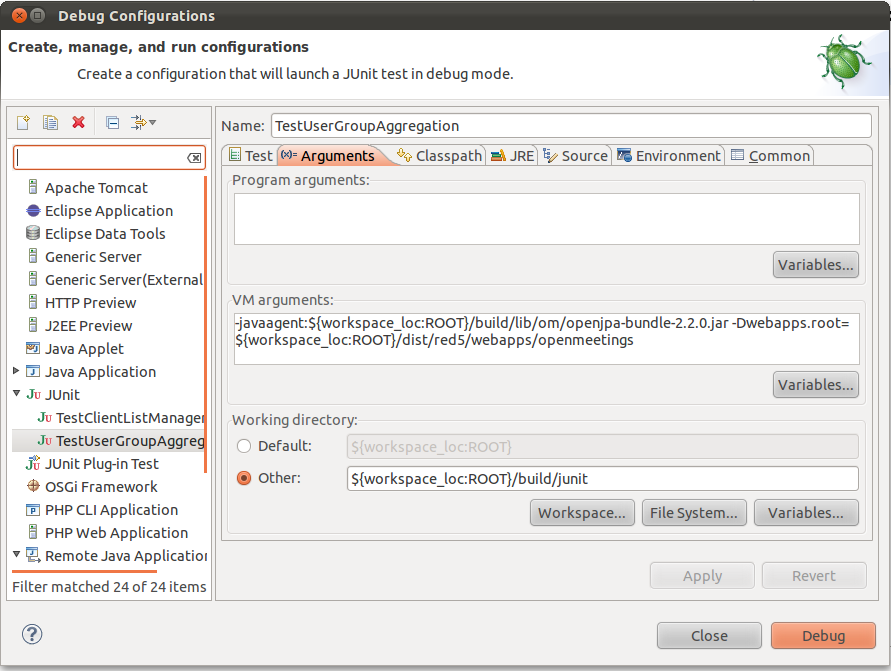 Debug Configurations
Create, manage, and run configurations
Create a configuration that will launch a JUnit test in debug mode.
Name: TestUserGroupAggregation
Test (x)= Arguments Classpath JRE Source Environment Common
Apache Tomcat
Eclipse Application
Eclipse Data Tools
Generic Server
Generic Server(External
HTTP Preview
J2EE Preview
Java Applet
Java Application
JU JUnit
JU TestClientListManager
JU TestUserGroupAggreg
JU JUnit Plug-in Test
OSGi Framework
PHP CLI Application
PHP Web Application
Remote Java Application
Filter matched 24 of 24 items
Program arguments:
Variables...
VM arguments:
-javaagent:${workspace_loc:ROOT}/build/lib/om/openjpa-bundle-2.2.0.jar -Dwebapps.root=
${workspace_loc:ROOT}/dist/red5/webapps/openmeetings
Variables...
Working directory:
Default: ${workspace_loc:ROOT}
Other: ${workspace_loc:ROOT}/build/junit
Workspace... File System... Variables...
Apply Revert
? Close Debug